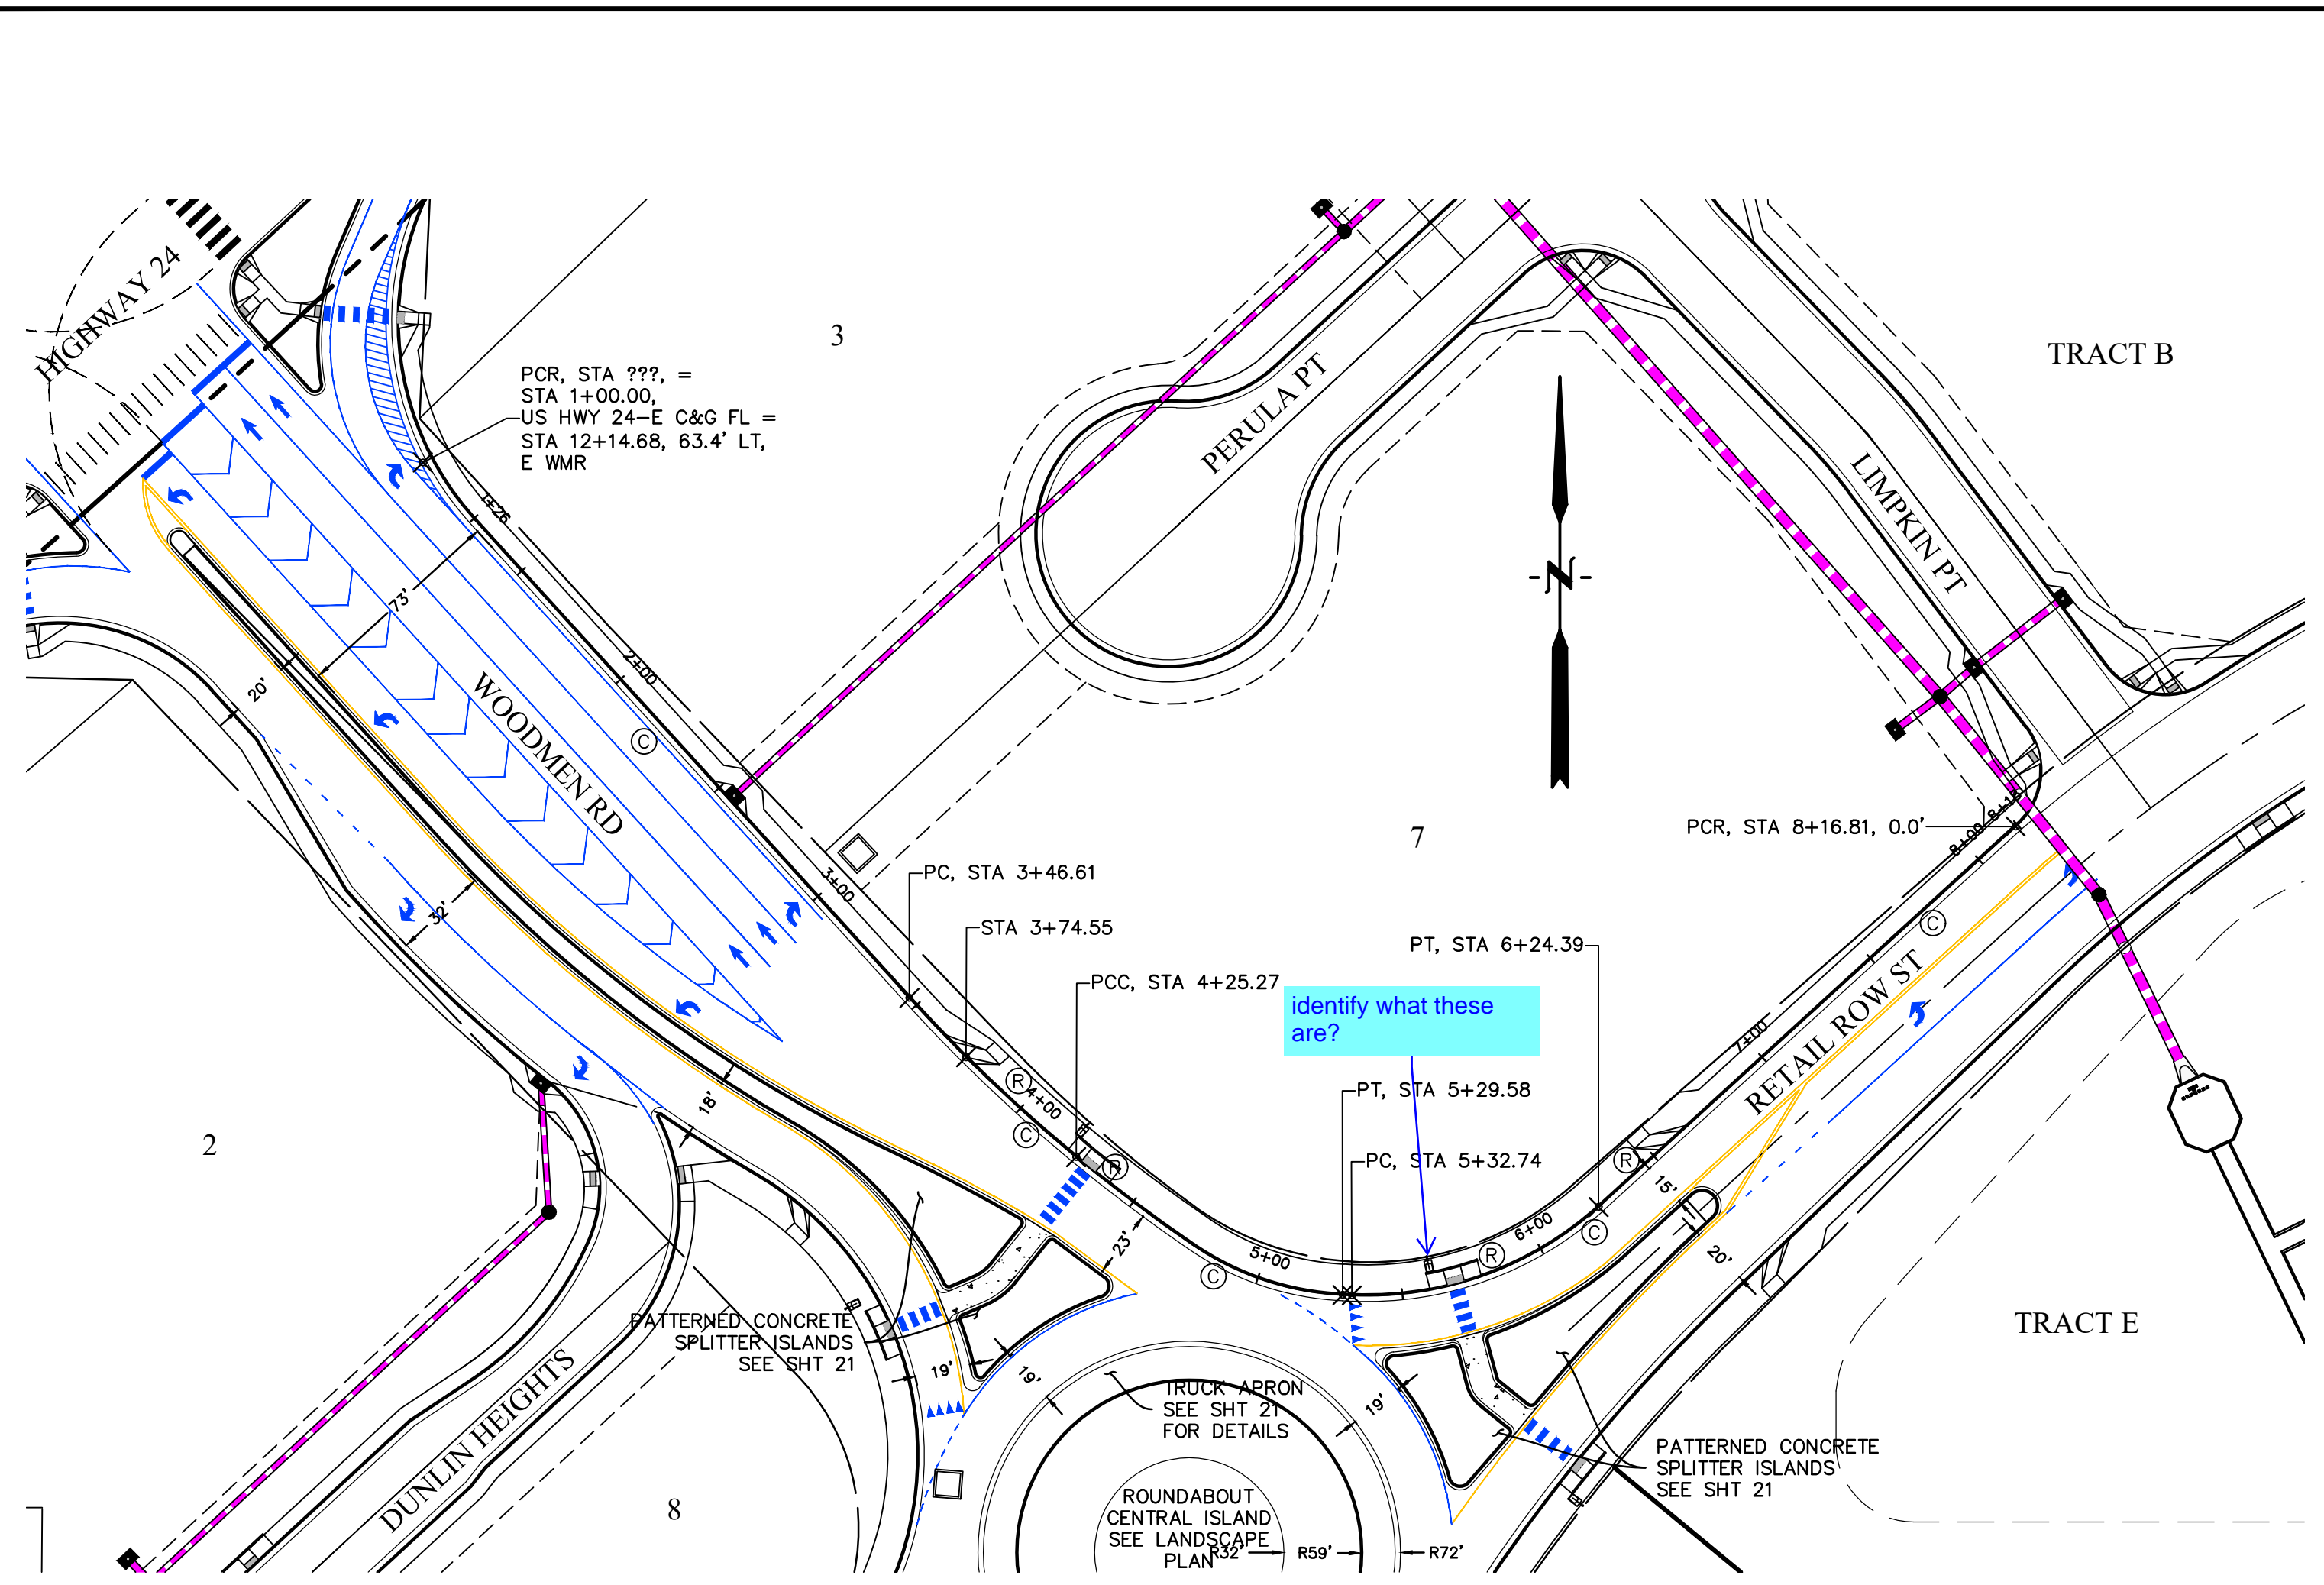 HIGHWAY 24
3
TRACT B
PCR, STA ???, =
STA 1+00.00,
US HWY 24-E C&G FL =
STA 12+14.68, 63.4' LT,
E WMR
PERULA PT
LIMPKIN PT
1+26
73'
N
2+00
20'
WOODMEN RD
C
7
PCR, STA 8+16.81, 0.0'
8+00
3+00
PC, STA 3+46.61
32'
STA 3+74.55
C
PT, STA 6+24.39
PCC, STA 4+25.27
identify what these
are?
RETAIL ROW ST
7+00
R
4+00
18'
PT, STA 5+29.58
C
2
R
PC, STA 5+32.74
R
15'
23'
5+00
6+00
C
R
20'
C
PATTERNED CONCRETE
SPLITTER ISLANDS
SEE SHT 21
TRACT E
19'
19'
19'
TRUCK APRON
SEE SHT 21
FOR DETAILS
DUNLIN HEIGHTS
8
PATTERNED CONCRETE
SPLITTER ISLANDS
SEE SHT 21
ROUNDABOUT
CENTRAL ISLAND
SEE LANDSCAPE
PLAN
R32'
R59'
R72'